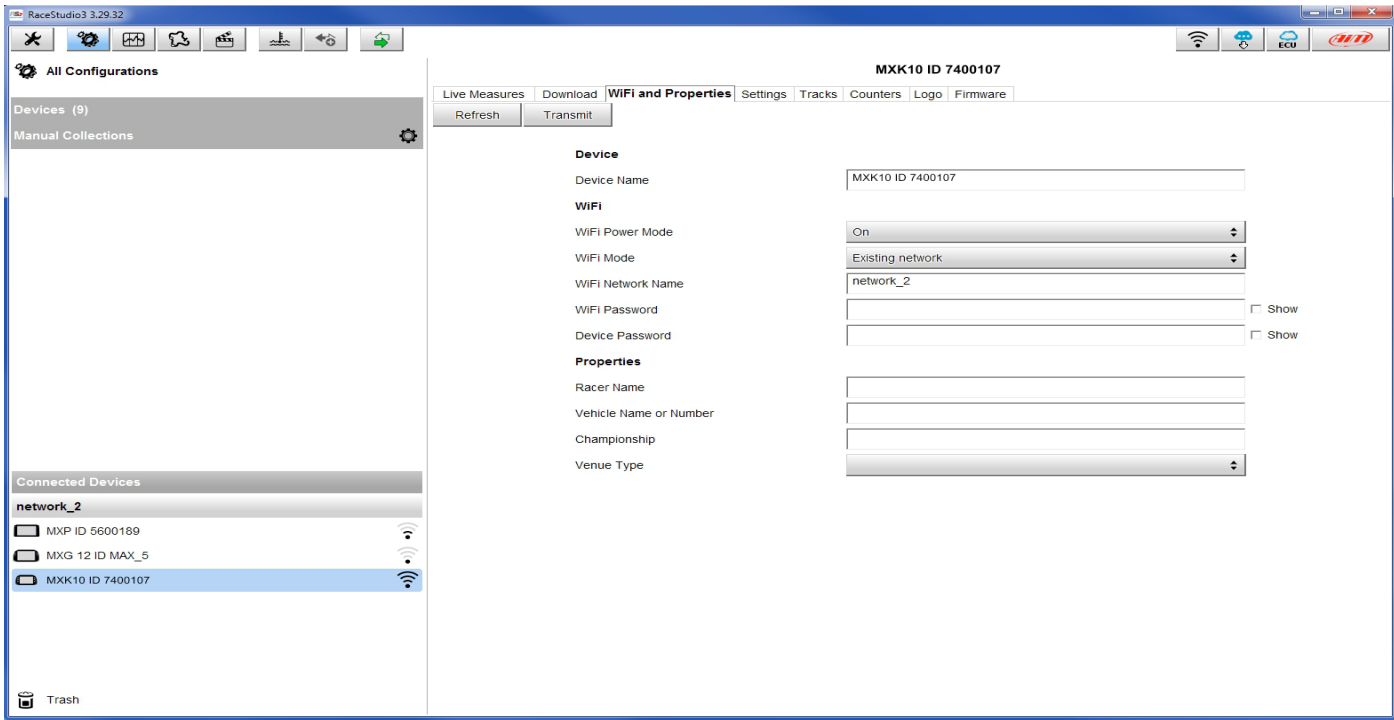 RaceStudio3 3.29.32
ECU
All Configurations
MXK10 ID 7400107
Live Measures Download WiFi and Properties Settings Tracks Counters Logo Firmware
Devices (9)
Refresh Transmit
Manual Collections
Device
Device Name MXK10 ID 7400107
WiFi
WiFi Power Mode On
WiFi Mode Existing network
WiFi Network Name network_2
WiFi Password Show
Device Password Show
Properties
Racer Name
Vehicle Name or Number
Championship
Venue Type
Connected Devices
network_2
MXP ID 5600189
MXG 12 ID MAX_5
MXK10 ID 7400107
Trash